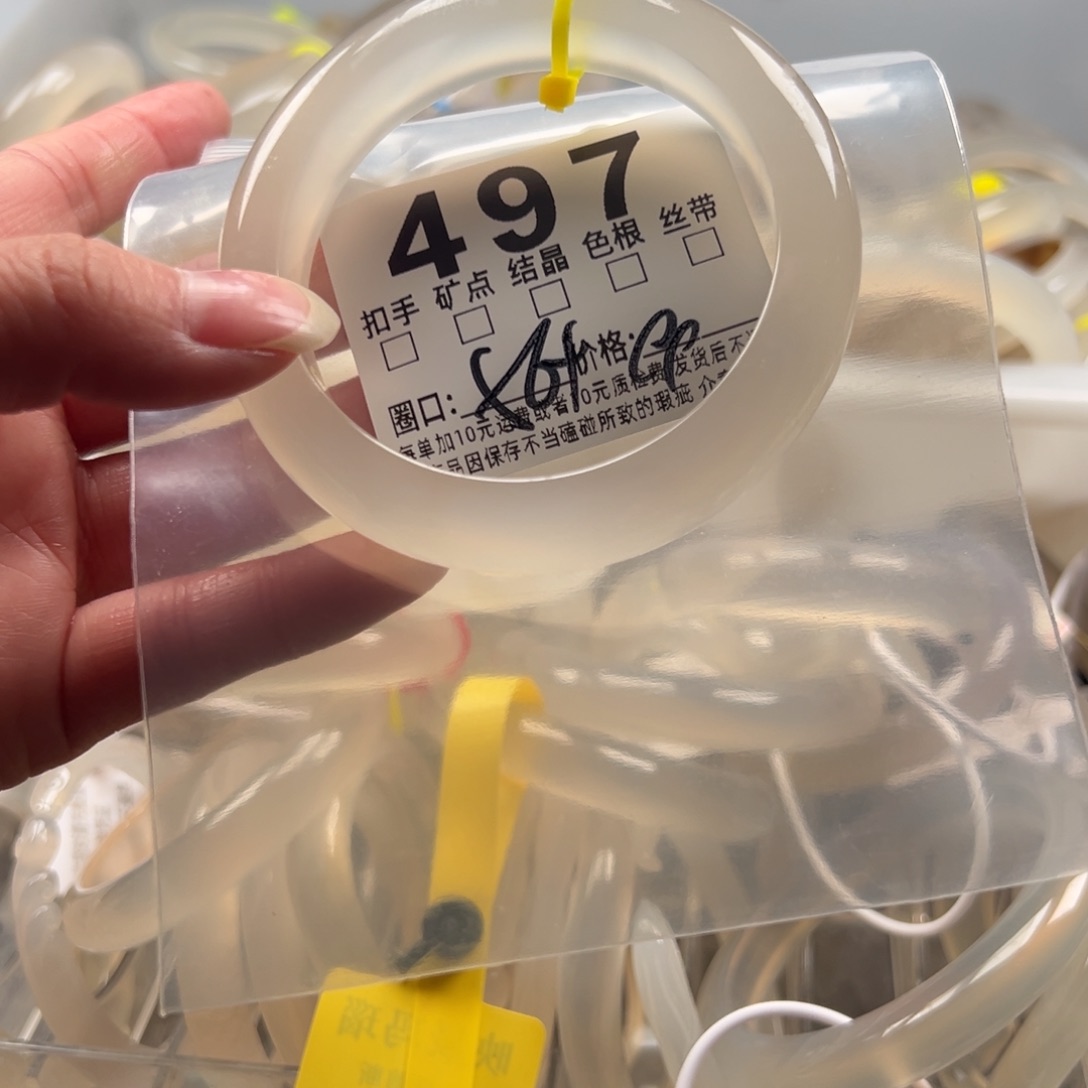 497
扣手 矿点 结晶 色根 丝带
圈口: 价格:
每单加10元运费或者10元质检费 发货后不
品因保存不当磕碰所致的瑕疵 介